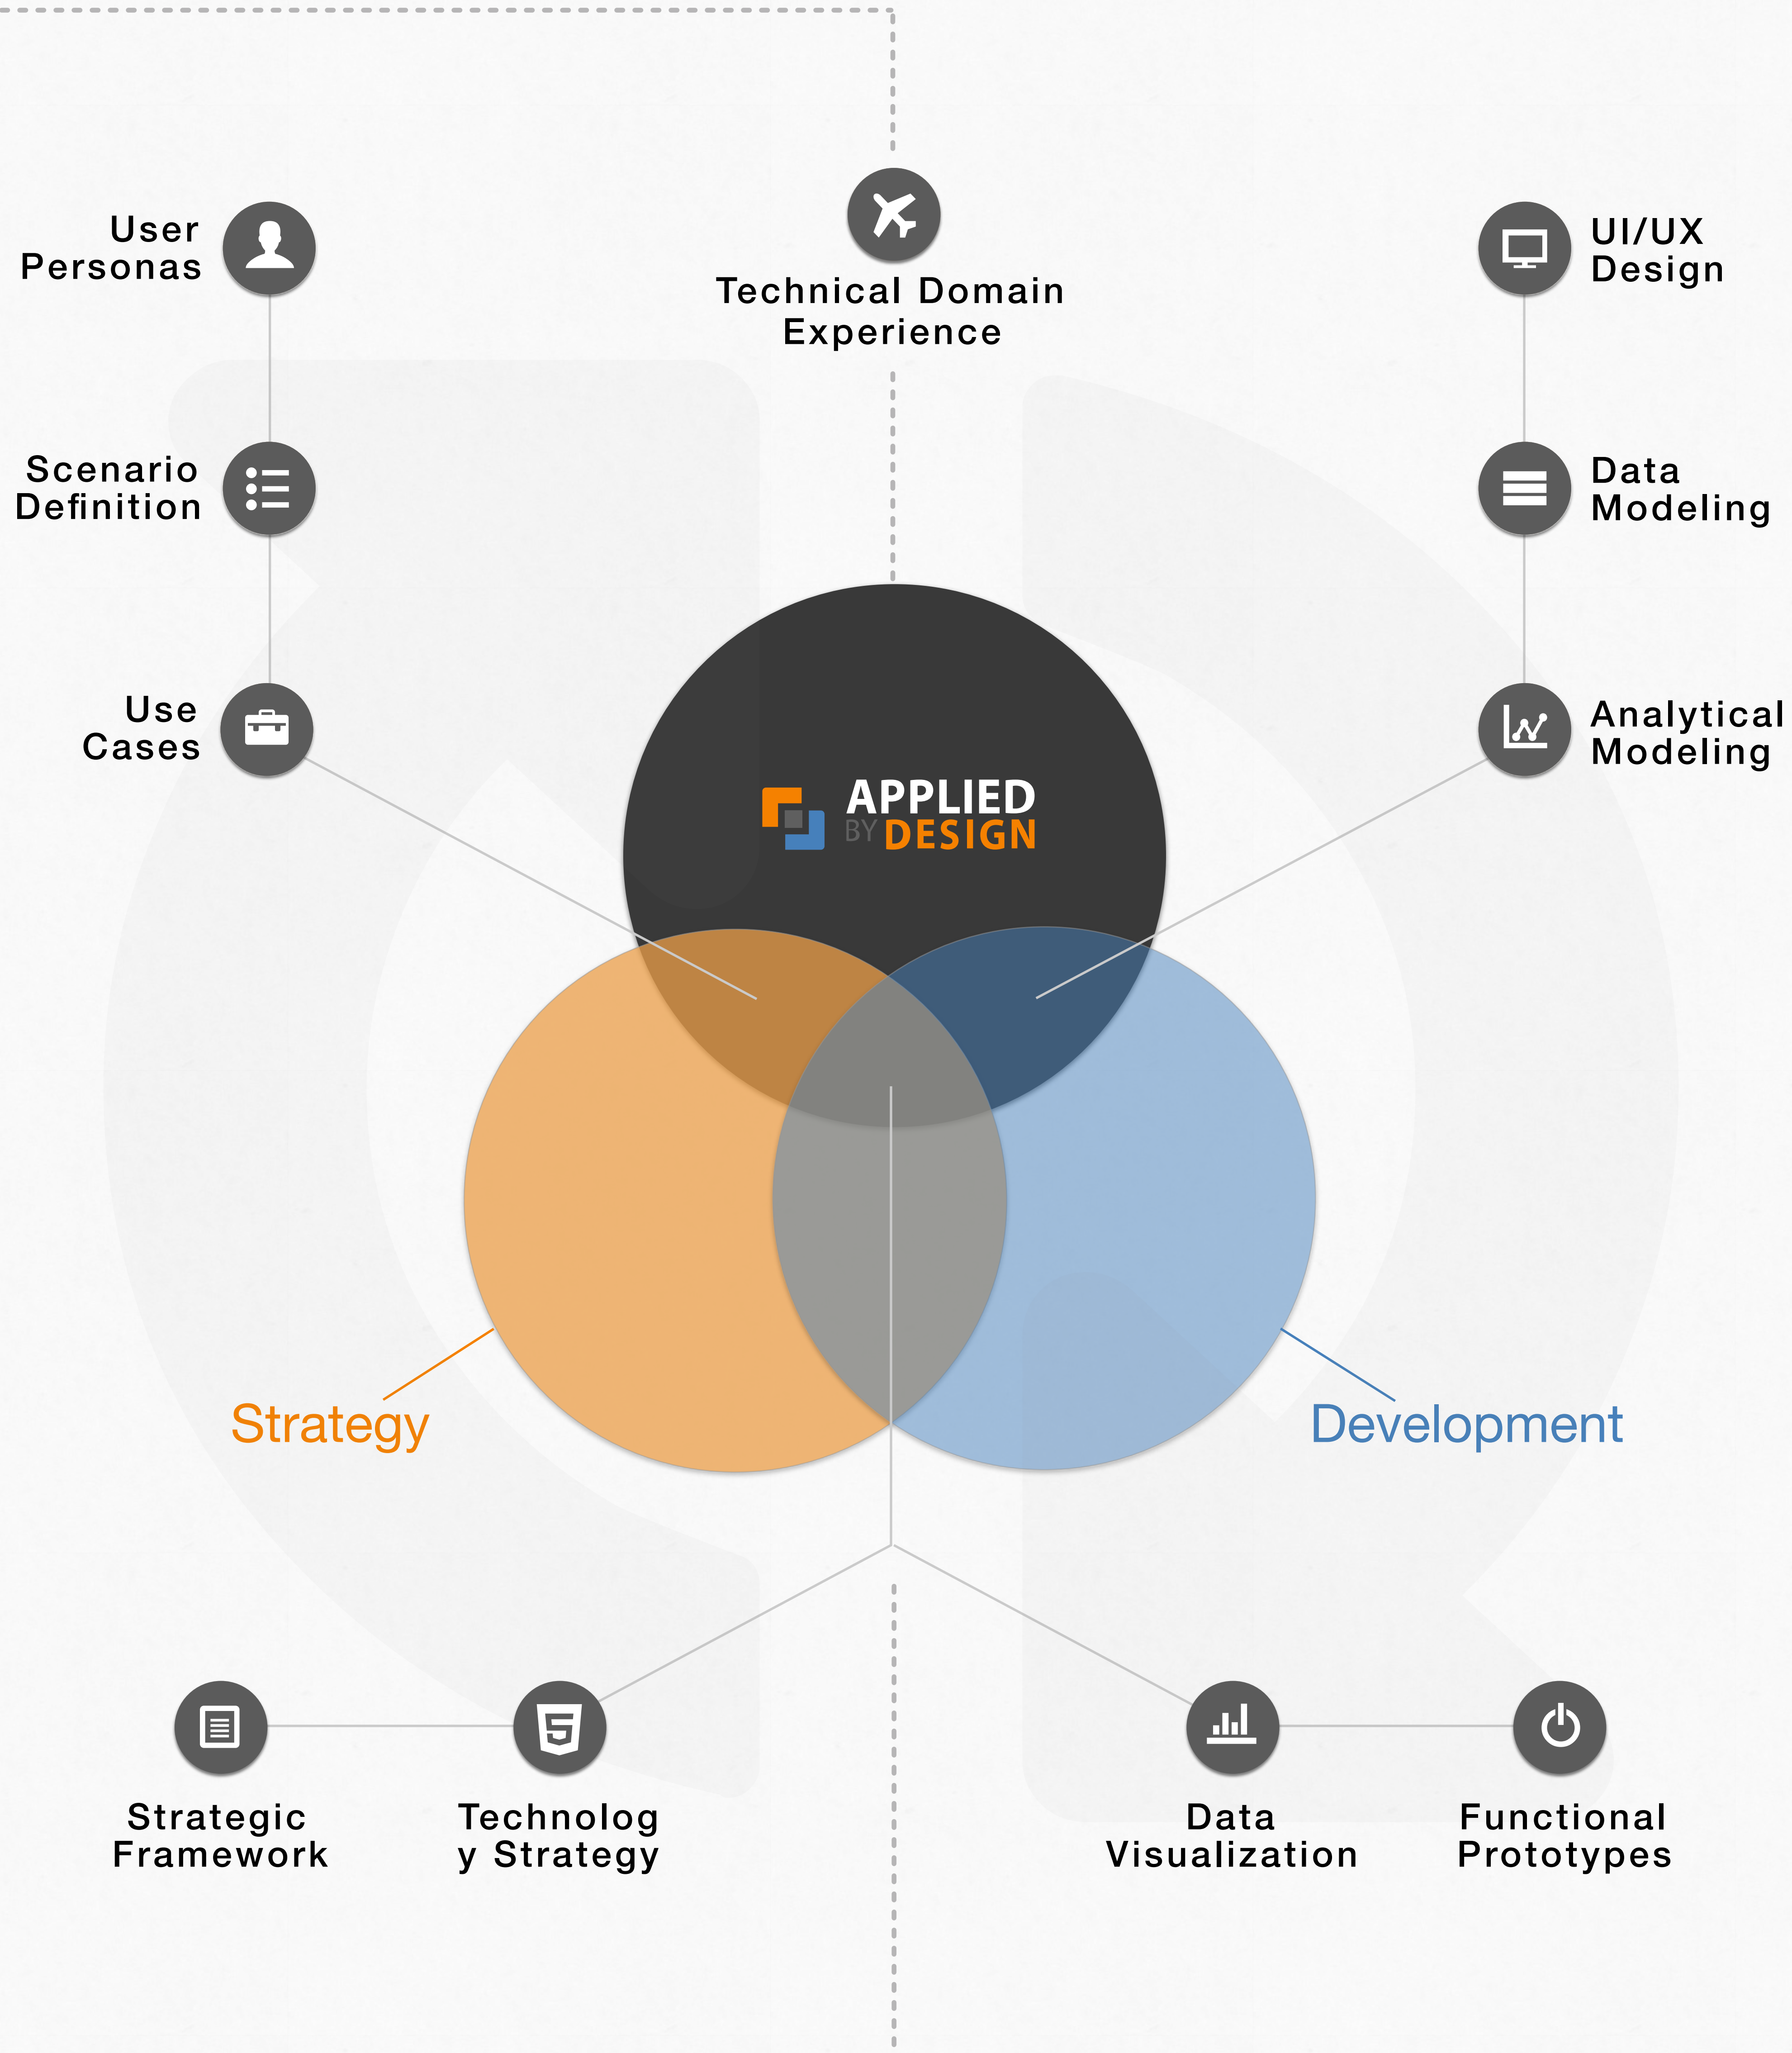 User
Personas
Technical Domain
Experience
UI/UX
Design
Scenario
Definition
Data
Modeling
Use
Cases
Analytical
Modeling
APPLIED
BY DESIGN
Strategy
Development
Strategic
Framework
Technolog
y Strategy
Data
Visualization
Functional
Prototypes